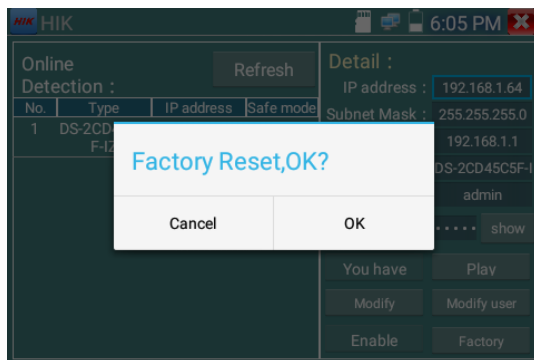 HIK HIK
6:05 PM
Online
Detection :
Refresh
No. Type IP address Safe mode
1 DS-2CD4
F-IZ
Detail :
IP address : 192.168.1.64
Subnet Mask : 255.255.255.0
192.168.1.1
DS-2CD45C5F-I
admin
••••• show
You have Play
Modify Modify user
Enable Factory
Factory Reset,OK?
Cancel OK